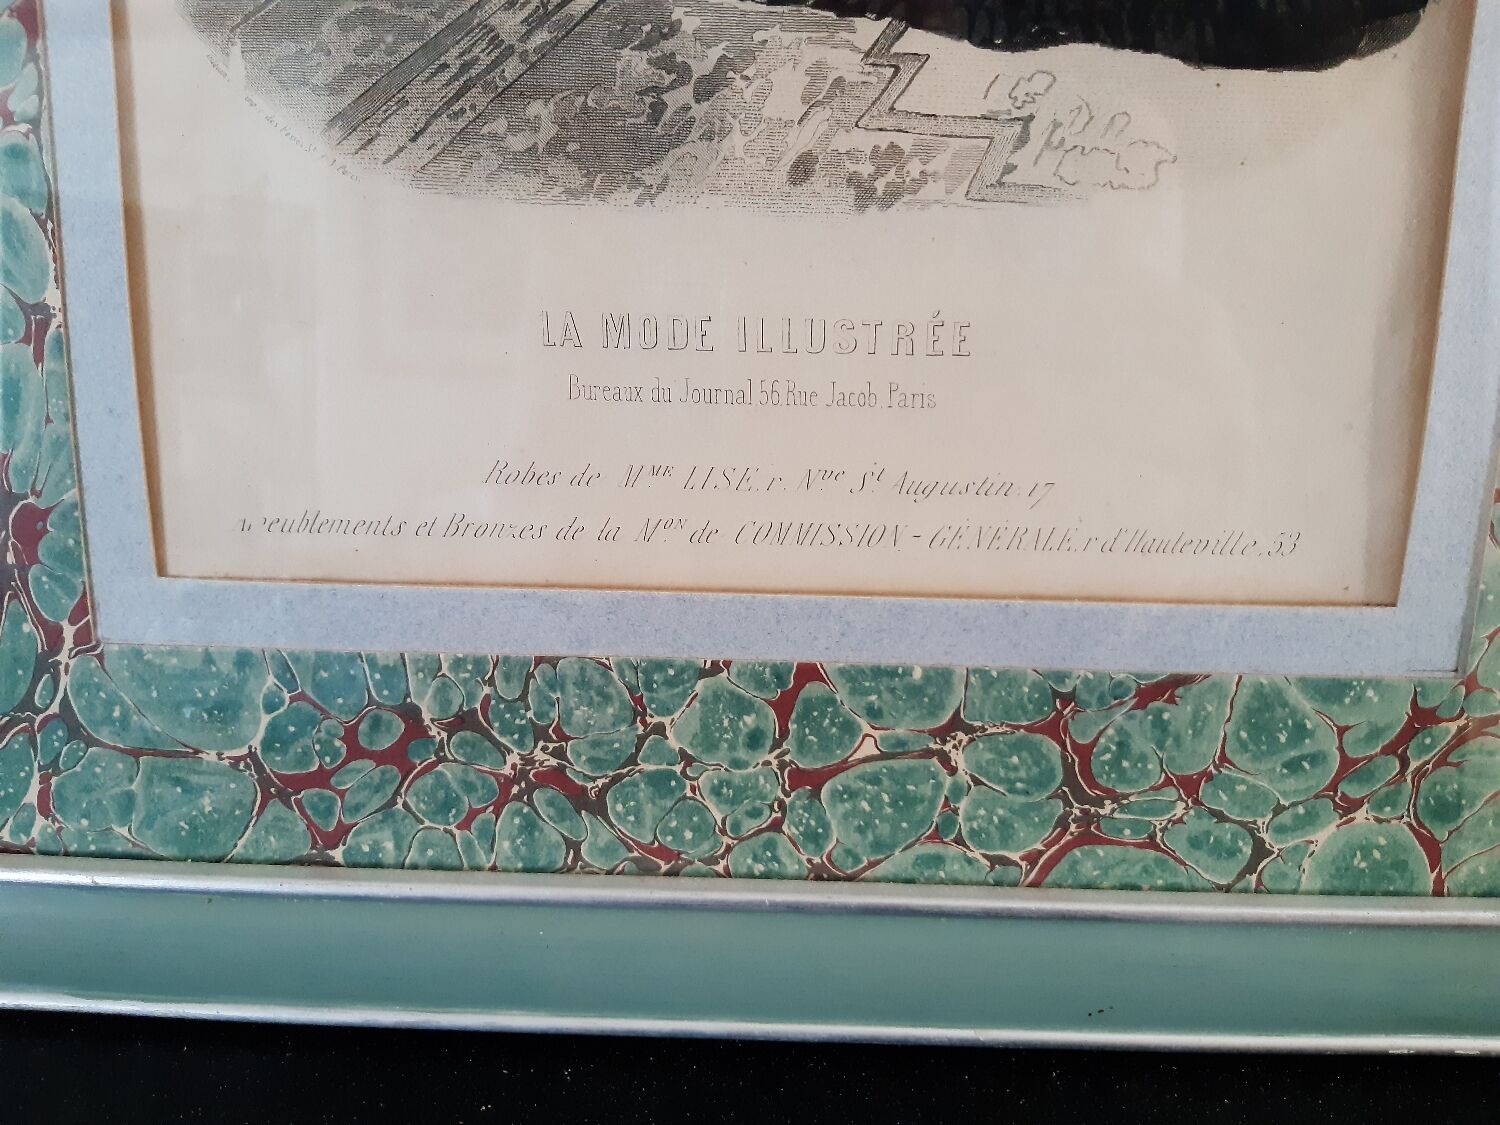 LA MODE ILLUSTRÉE
Bureaux du Journal 56, Rue Jacob, Paris
Robes de MME LISE, r. Nve St Augustin, 17
Ameublements et Bronzes de la MON de COMMISSION-GÉNÉRALE, r d'Hauteville, 53